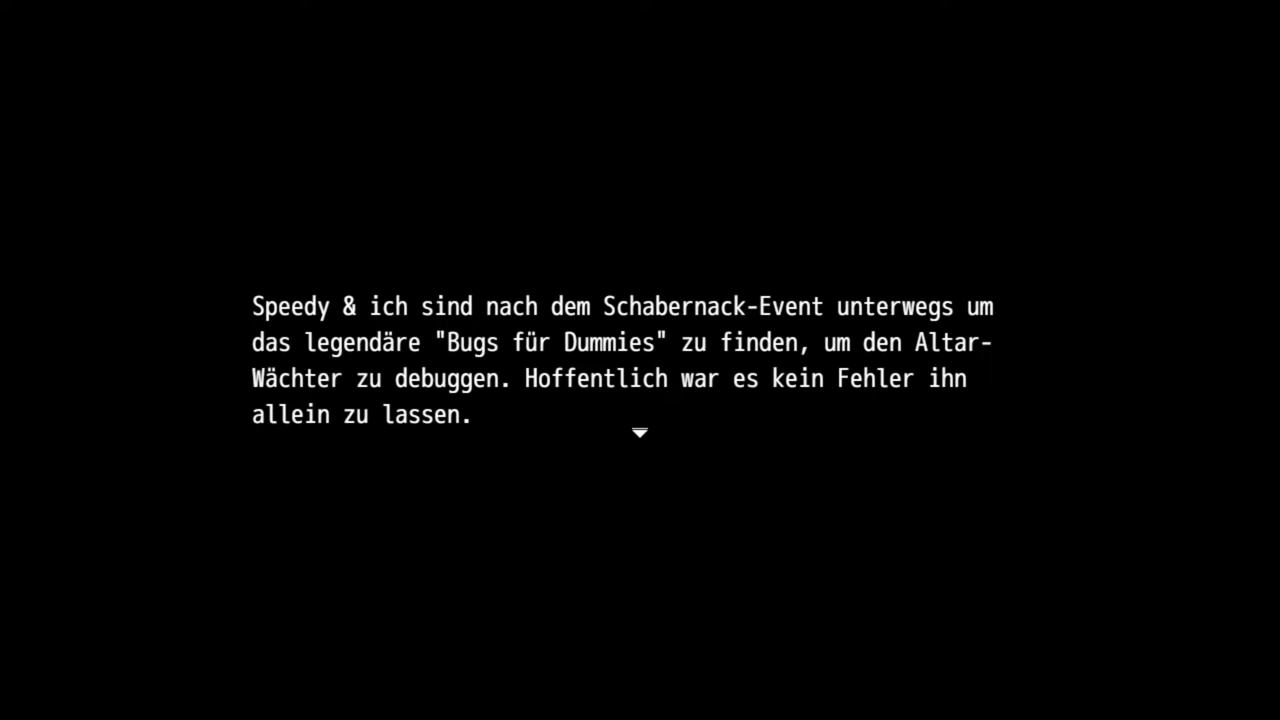 Speedy & ich sind nach dem Schabernack-Event unterwegs um
das legendäre "Bugs für Dummies" zu finden, um den Altar-
Wächter zu debuggen. Hoffentlich war es kein Fehler ihn
allein zu lassen.